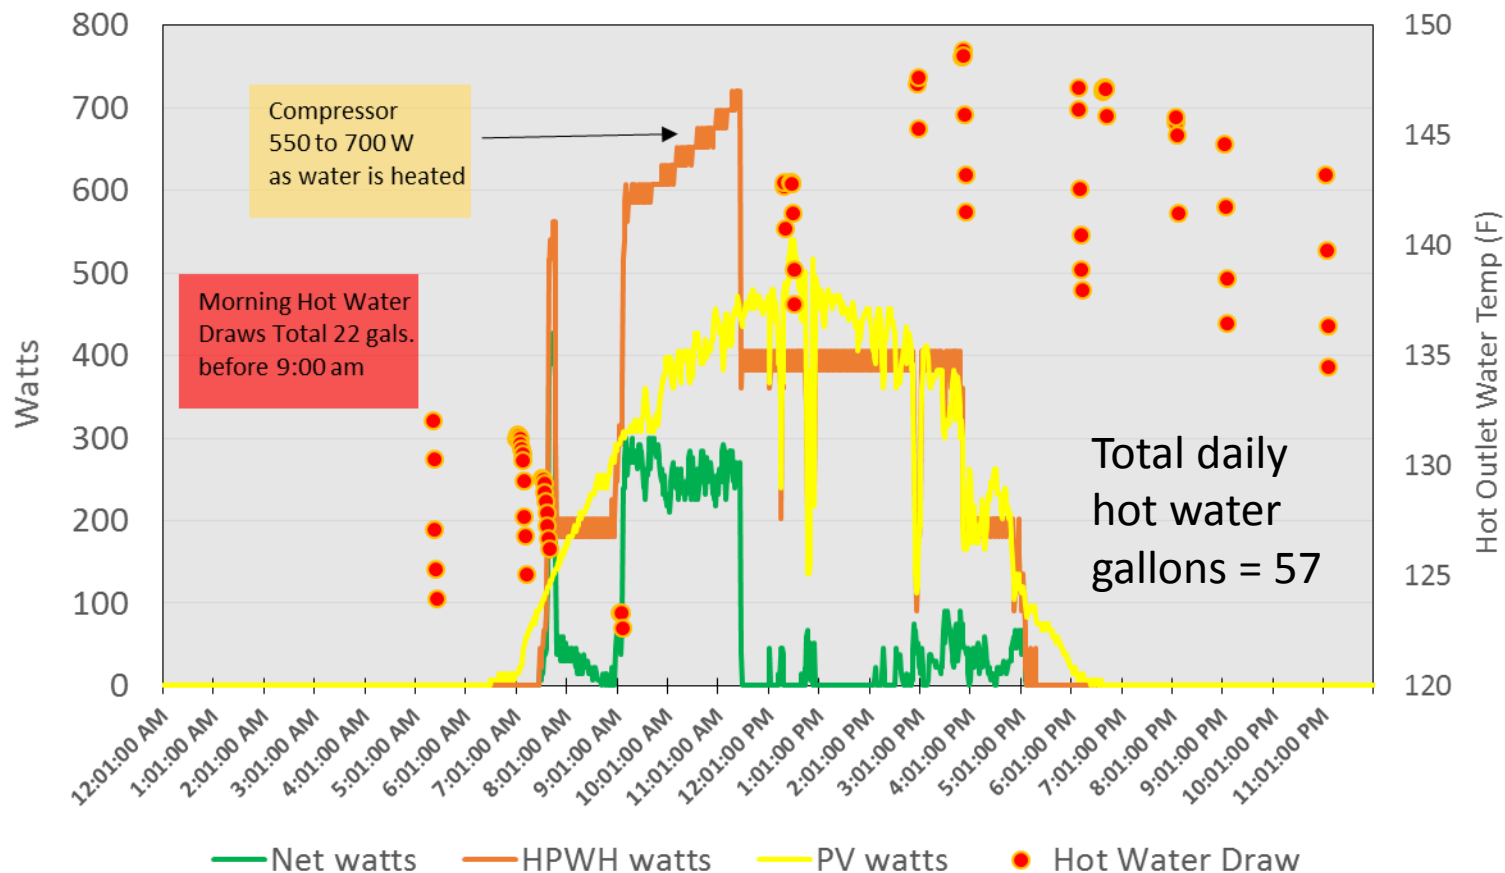 800
700
600
500
400
300
200
100
0
Watts
150
145
140
135
130
125
120
Hot Outlet Water Temp (F)
Compressor
550 to 700 W
as water is heated
Morning Hot Water
Draws Total 22 gals.
before 9:00 am
Total daily
hot water
gallons = 57
12:01:00 AM
1:01:00 AM
2:01:00 AM
3:01:00 AM
4:01:00 AM
5:01:00 AM
6:01:00 AM
7:01:00 AM
8:01:00 AM
9:01:00 AM
10:01:00 AM
11:01:00 AM
12:01:00 PM
1:01:00 PM
2:01:00 PM
3:01:00 PM
4:01:00 PM
5:01:00 PM
6:01:00 PM
7:01:00 PM
8:01:00 PM
9:01:00 PM
10:01:00 PM
11:01:00 PM
Net watts
HPWH watts
PV watts
Hot Water Draw